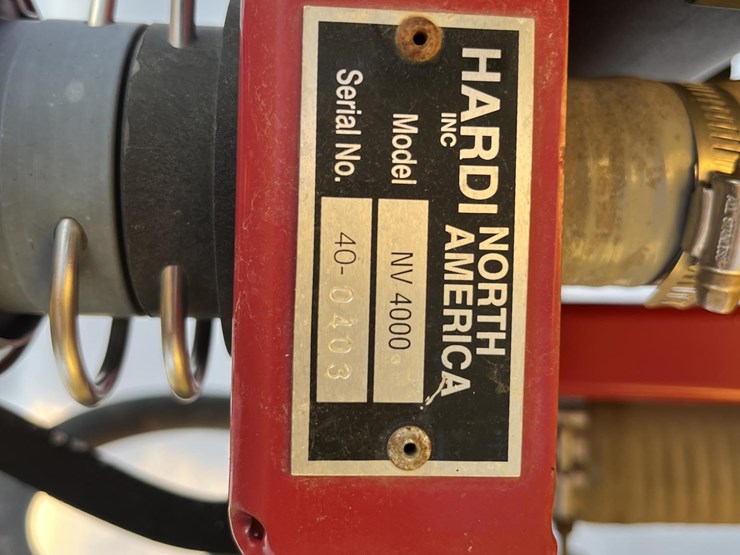 HARDI NORTH AMERICA
INC
Model NV 4000
Serial No. 40-0403